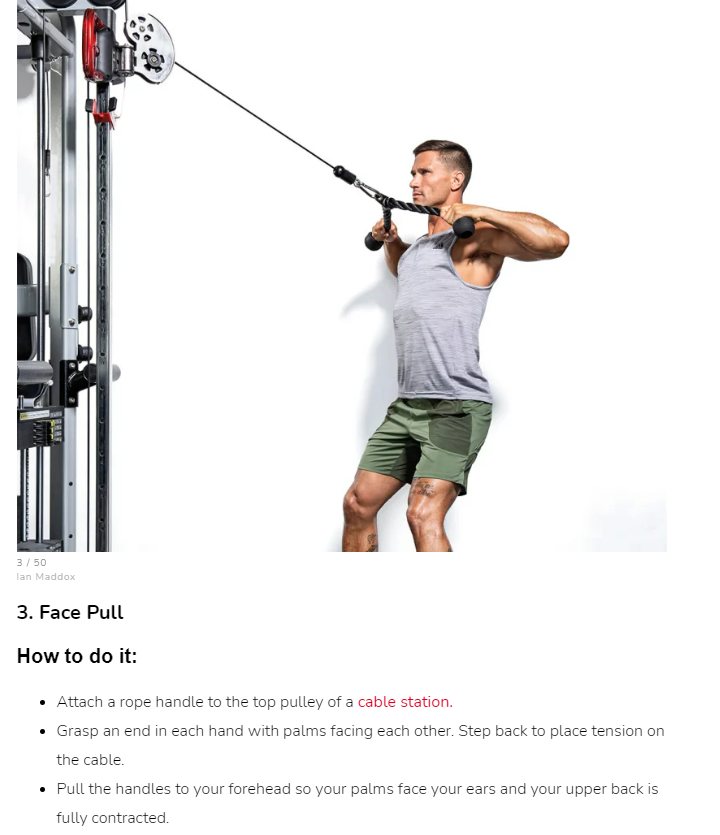 3 / 50
Ian Maddox
3. Face Pull
How to do it:
• Attach a rope handle to the top pulley of a cable station.
• Grasp an end in each hand with palms facing each other. Step back to place tension on
the cable.
• Pull the handles to your forehead so your palms face your ears and your upper back is
fully contracted.